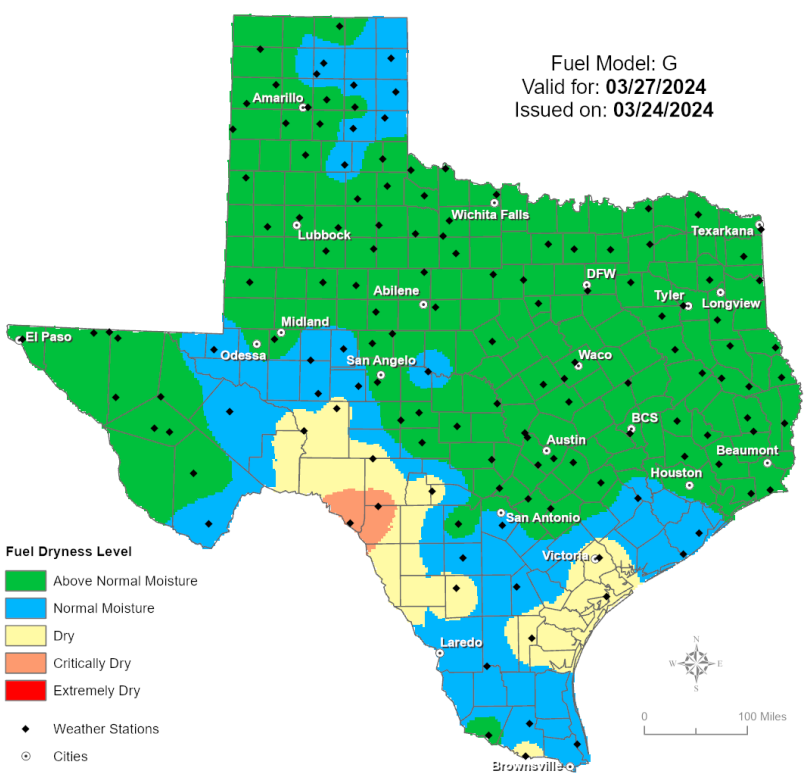 Fuel Model: G
Valid for: 03/27/2024
Issued on: 03/24/2024
Amarillo
Wichita Falls
Lubbock
Texarkana
DFW
Abilene
Tyler
Longview
Midland
El Paso
Odessa
San Angelo
Waco
BCS
Austin
Beaumont
Houston
San Antonio
Victoria
Laredo
Brownsville
Fuel Dryness Level
Above Normal Moisture
Normal Moisture
Dry
Critically Dry
Extremely Dry
Weather Stations
Cities
N
W E
S
0 100 Miles